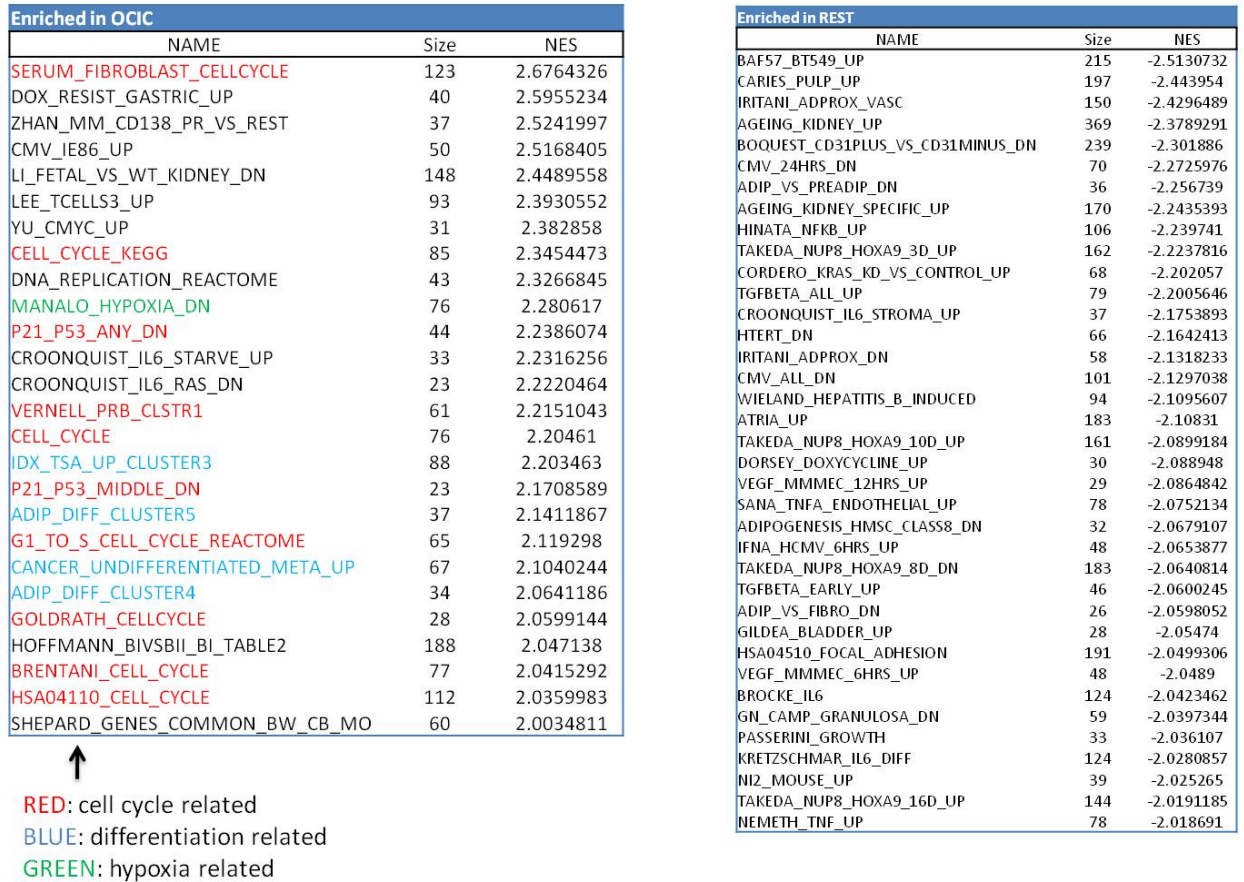 Enriched in OCIC
NAME Size NES
SERUM_FIBROBLAST_CELLCYCLE 123 2.6764326
DOX_RESIST_GASTRIC_UP 40 2.5955234
ZHAN_MM_CD138_PR_VS_REST 37 2.5241997
CMV_IE86_UP 50 2.5168405
LI_FETAL_VS_WT_KIDNEY_DN 148 2.4489558
LEE_TCELLS3_UP 93 2.3930552
YU_CMYC_UP 31 2.382858
CELL_CYCLE_KEGG 85 2.3454473
DNA_REPLICATION_REACTOME 43 2.3266845
MANALO_HYPOXIA_DN 76 2.280617
P21_P53_ANY_DN 44 2.2386074
CROONQUIST_IL6_STARVE_UP 33 2.2316256
CROONQUIST_IL6_RAS_DN 23 2.2220464
VERNELL_PRB_CLSTR1 61 2.2151043
CELL_CYCLE 76 2.20461
IDX_TSA_UP_CLUSTER3 88 2.203463
P21_P53_MIDDLE_DN 23 2.1708589
ADIP_DIFF_CLUSTER5 37 2.1411867
G1_TO_S_CELL_CYCLE_REACTOME 65 2.119298
CANCER_UNDIFFERENTIATED_META_UP 67 2.1040244
ADIP_DIFF_CLUSTER4 34 2.0641186
GOLDRATH_CELLCYCLE 28 2.0599144
HOFFMANN_BIVSBII_BI_TABLE2 188 2.047138
BRENTANI_CELL_CYCLE 77 2.0415292
HSA04110_CELL_CYCLE 112 2.0359983
SHEPARD_GENES_COMMON_BW_CB_MO 60 2.0034811
RED: cell cycle related
BLUE: differentiation related
GREEN: hypoxia related
Enriched in REST
NAME Size NES
BAF57_BT549_UP 215 -2.5130732
CARIES_PULP_UP 197 -2.443954
IRITANI_ADPROX_VASC 150 -2.4296489
AGEING_KIDNEY_UP 369 -2.3789291
BOQUEST_CD31PLUS_VS_CD31MINUS_DN 239 -2.301886
CMV_24HRS_DN 70 -2.2725976
ADIP_VS_PREADIP_DN 36 -2.256739
AGEING_KIDNEY_SPECIFIC_UP 170 -2.2435393
HINATA_NFKB_UP 106 -2.239741
TAKEDA_NUP8_HOXA9_3D_UP 162 -2.2237816
CORDERO_KRAS_KD_VS_CONTROL_UP 68 -2.202057
TGFBETA_ALL_UP 79 -2.2005646
CROONQUIST_IL6_STROMA_UP 37 -2.1753893
HTERT_DN 66 -2.1642413
IRITANI_ADPROX_DN 58 -2.1318233
CMV_ALL_DN 101 -2.1297038
WIELAND_HEPATITIS_B_INDUCED 94 -2.1095607
ATRIA_UP 183 -2.10831
TAKEDA_NUP8_HOXA9_10D_UP 161 -2.0899184
DORSEY_DOXYCYCLINE_UP 30 -2.088948
VEGF_MMMEC_12HRS_UP 29 -2.0864842
SANA_TNFA_ENDOTHELIAL_UP 78 -2.0752134
ADIPOGENESIS_HMSC_CLASS8_DN 32 -2.0679107
IFNA_HCMV_6HRS_UP 48 -2.0653877
TAKEDA_NUP8_HOXA9_8D_DN 183 -2.0640814
TGFBETA_EARLY_UP 46 -2.0600245
ADIP_VS_FIBRO_DN 26 -2.0598052
GILDEA_BLADDER_UP 28 -2.05474
HSA04510_FOCAL_ADHESION 191 -2.0499306
VEGF_MMMEC_6HRS_UP 48 -2.0489
BROCKE_IL6 124 -2.0423462
GN_CAMP_GRANULOSA_DN 59 -2.0397344
PASSERINI_GROWTH 33 -2.036107
KRETZSCHMAR_IL6_DIFF 124 -2.0280857
NI2_MOUSE_UP 39 -2.025265
TAKEDA_NUP8_HOXA9_16D_UP 144 -2.0191185
NEMETH_TNF_UP 78 -2.018691